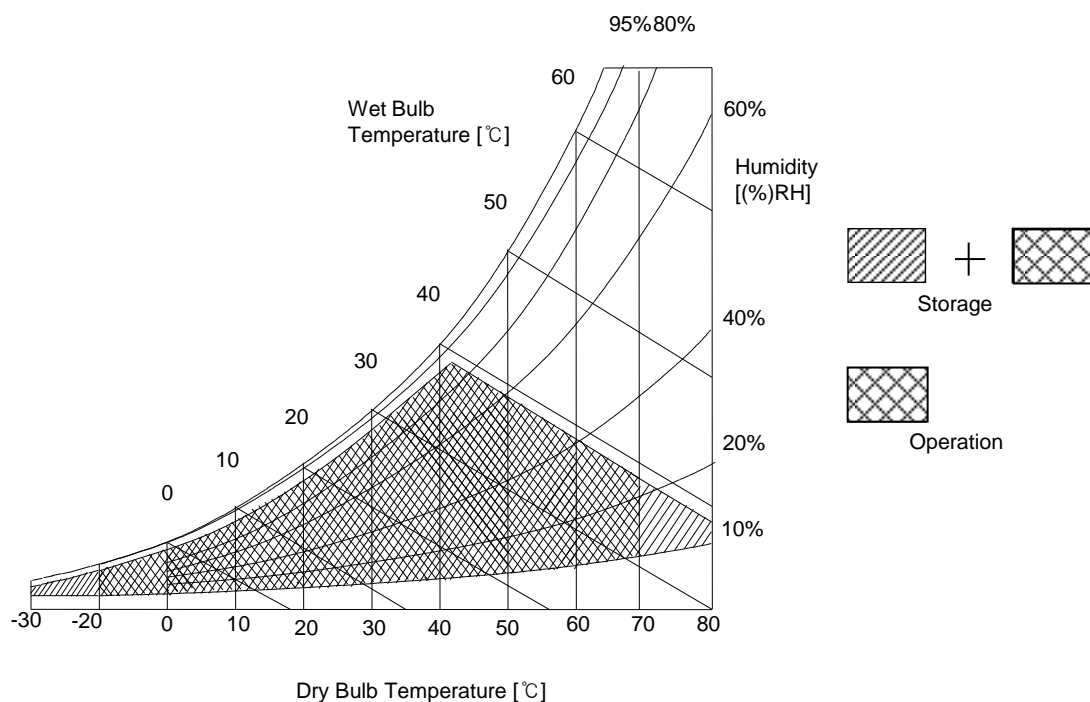 95%80%
60
Wet Bulb
Temperature [℃]
60%
Humidity
[(%)RH]
50
40
Storage
40%
30
20
Operation
20%
10
0
10%
-30 -20 0 10 20 30 40 50 60 70 80
Dry Bulb Temperature [℃]